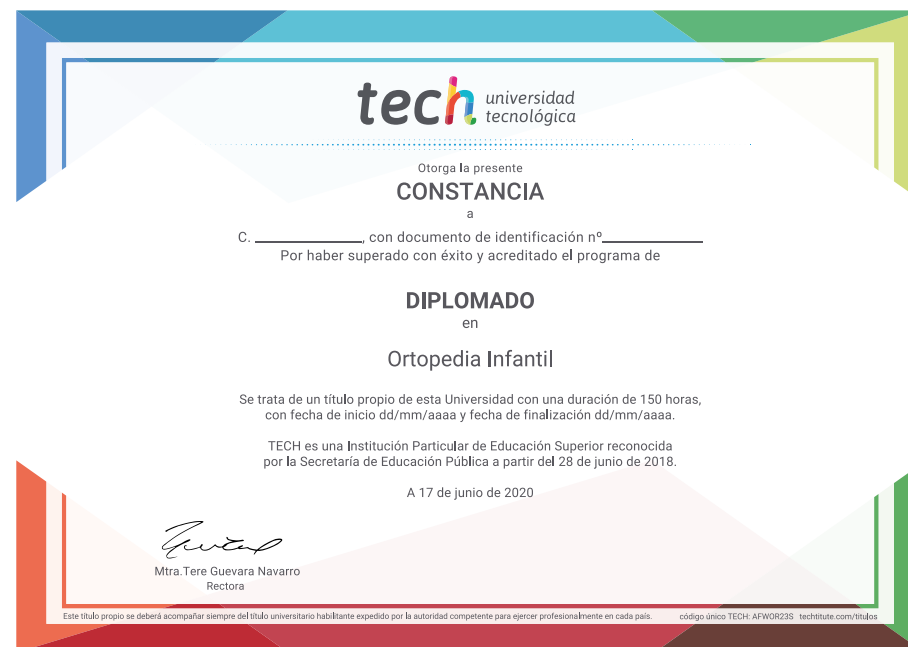 tech universidad
tecnológica
Otorga la presente
CONSTANCIA
a
C. ______________, con documento de identificación nº_____________
Por haber superado con éxito y acreditado el programa de
DIPLOMADO
en
Ortopedia Infantil
Se trata de un título propio de esta Universidad con una duración de 150 horas,
con fecha de inicio dd/mm/aaaa y fecha de finalización dd/mm/aaaa.
TECH es una Institución Particular de Educación Superior reconocida
por la Secretaría de Educación Pública a partir del 28 de junio de 2018.
A 17 de junio de 2020
Mtra.Tere Guevara Navarro
Rectora
Este título propio se deberá acompañar siempre del título universitario habilitante expedido por la autoridad competente para ejercer profesionalmente en cada país. código único TECH: AFWOR23S techtitute.com/titulos